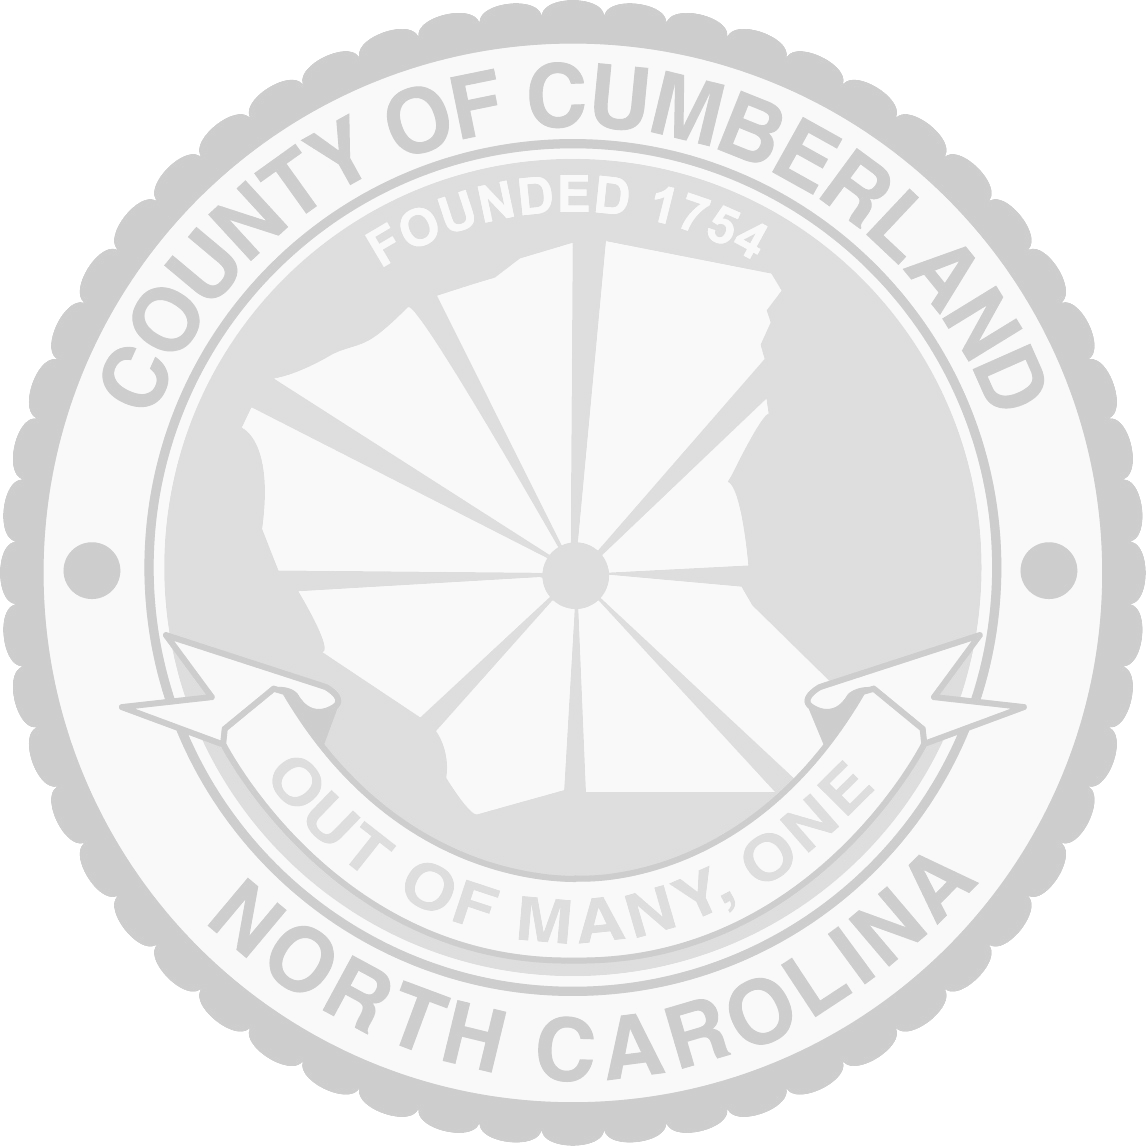 COUNTY OF CUMBERLAND
FOUNDED 1754
OUT OF MANY, ONE
NORTH CAROLINA